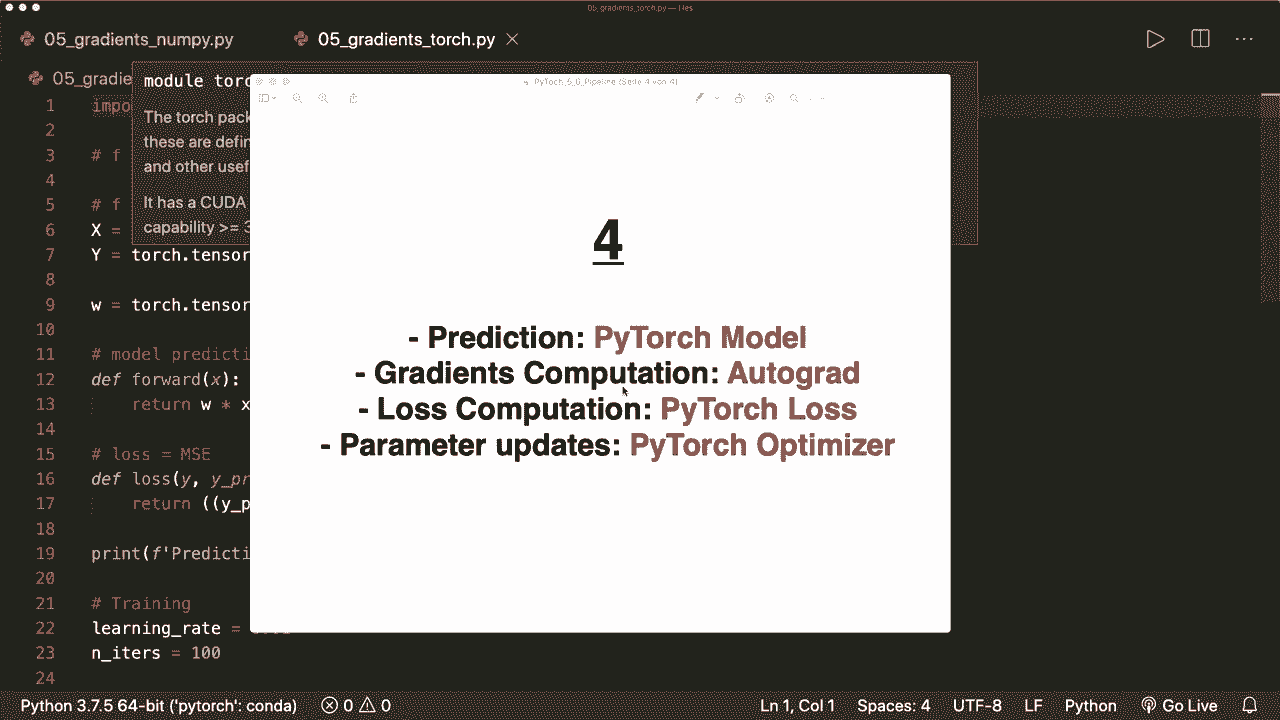 05_gradients_torch.py — Files
05_gradients_numpy.py
05_gradients_torch.py
05_gradie
module torc
PyTorch_5_6_Pipeline (Seite 4 von 4)
1 impo
The torch pack
2
these are defin
3 # f
and other usef
4
5 # f
It has a CUDA
6 X =
capability >= 3
7 Y = torch.tensor
8
9 w = torch.tensor
10
11 # model predicti
12 def forward(x):
13 return w * x
14
15 # loss = MSE
16 def loss(y, y_pr
17 return ((y_p
18
19 print(f'Predicti
20
21 # Training
22 learning_rate =
23 n_iters = 100
24
4
- Prediction: PyTorch Model
- Gradients Computation: Autograd
- Loss Computation: PyTorch Loss
- Parameter updates: PyTorch Optimizer
Python 3.7.5 64-bit ('pytorch': conda) 0 0 Ln 1, Col 1 Spaces: 4 UTF-8 LF Python Go Live